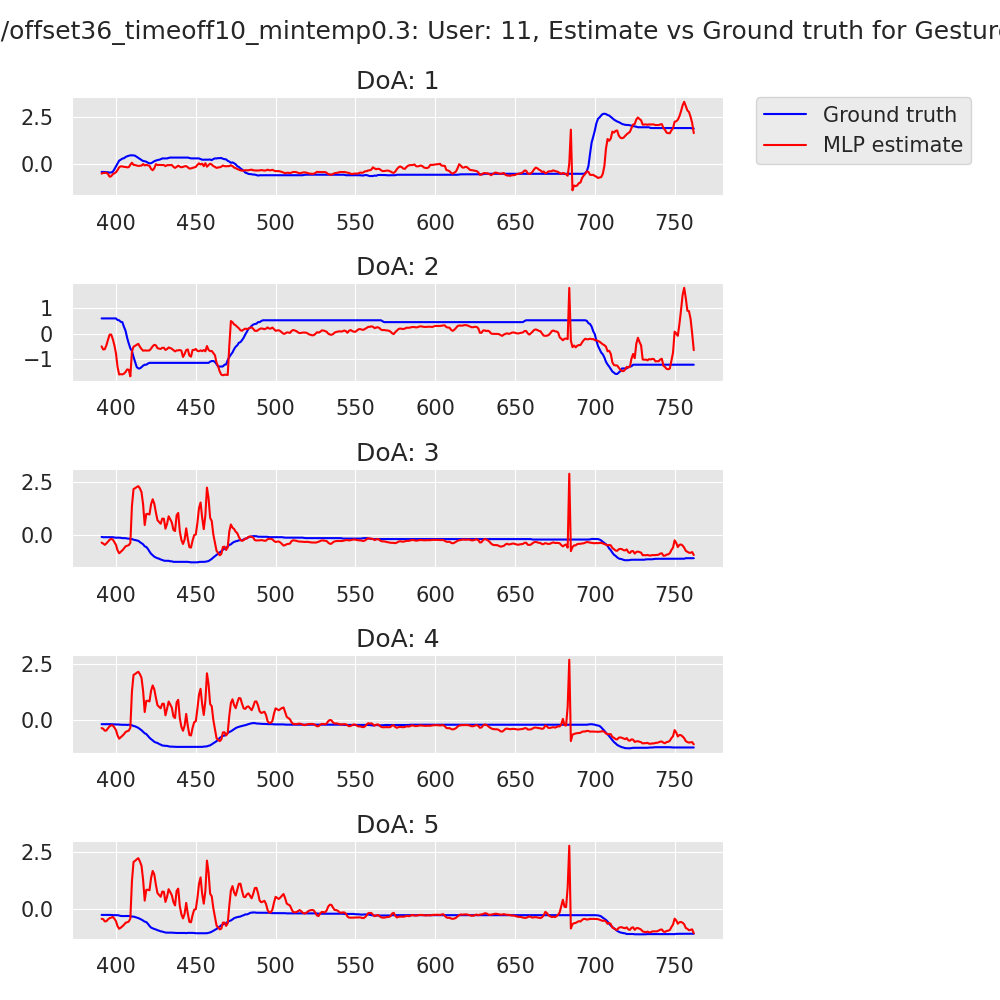 /offset36_timeoff10_mintemp0.3: User: 11, Estimate vs Ground truth for Gesture
DoA: 1
Ground truth
MLP estimate
2.5
0.0
400 450 500 550 600 650 700 750
DoA: 2
1
0
−1
400 450 500 550 600 650 700 750
DoA: 3
2.5
0.0
400 450 500 550 600 650 700 750
DoA: 4
2.5
0.0
400 450 500 550 600 650 700 750
DoA: 5
2.5
0.0
400 450 500 550 600 650 700 750